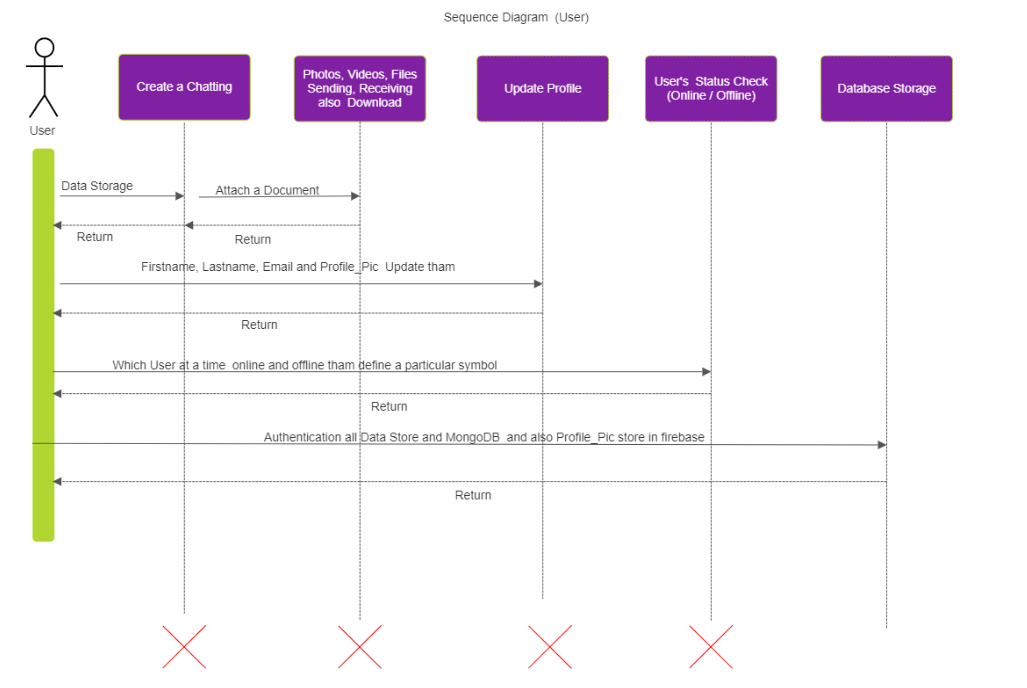 Sequence Diagram (User)
User
Create a Chatting
Photos, Videos, Files
Sending, Receiving
also Download
Update Profile
User's Status Check
(Online / Offline)
Database Storage
Data Storage
Attach a Document
Return
Return
Firstname, Lastname, Email and Profile_Pic Update tham
Return
Which User at a time online and offline tham define a particular symbol
Return
Authentication all Data Store and MongoDB and also Profile_Pic store in firebase
Return